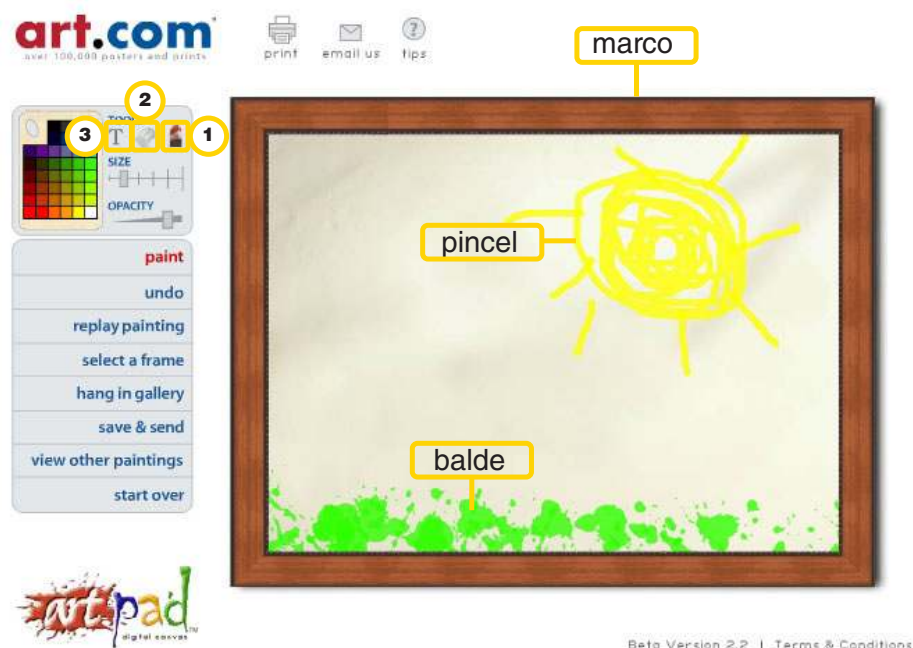 art.com
over 100,000 posters and prints
print
email us
? tips
marco
2
3
1
TOOL
T
SIZE
OPACITY
paint
undo
replay painting
select a frame
hang in gallery
save & send
view other paintings
start over
pincel
balde
artpad
digital canvas
Beta Version 2.2 | Terms & Conditions